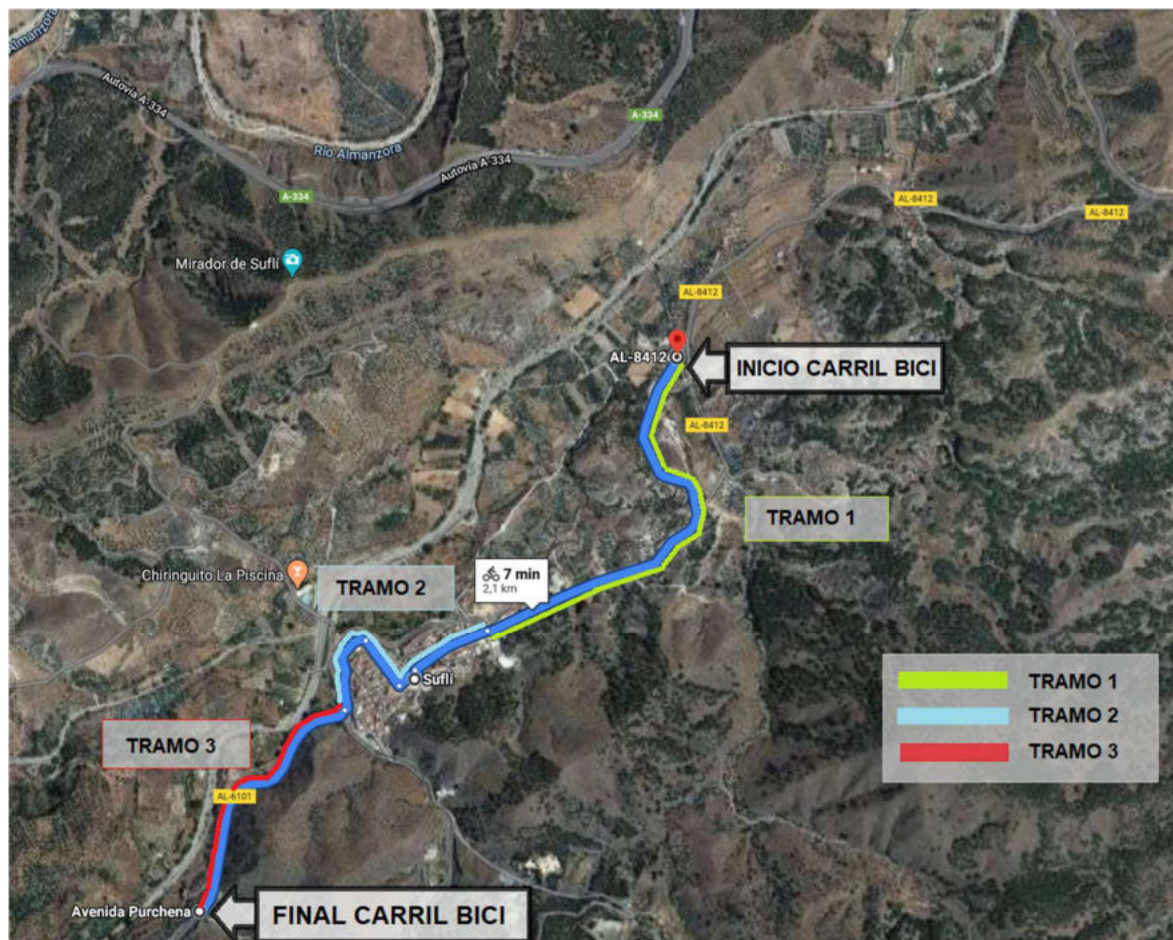 Almanzora
Autovía A-334
A-334
Río Almanzora
Autovía A-334
A-334
AL-8412
AL-8412
Mirador de Suflí
AL-8412
AL-8412
INICIO CARRIL BICI
AL-8412
TRAMO 1
Chiringuito La Piscina
TRAMO 2
7 min
2,1 km
Suflí
TRAMO 1
TRAMO 2
TRAMO 3
TRAMO 3
AL-6101
Avenida Purchena
FINAL CARRIL BICI